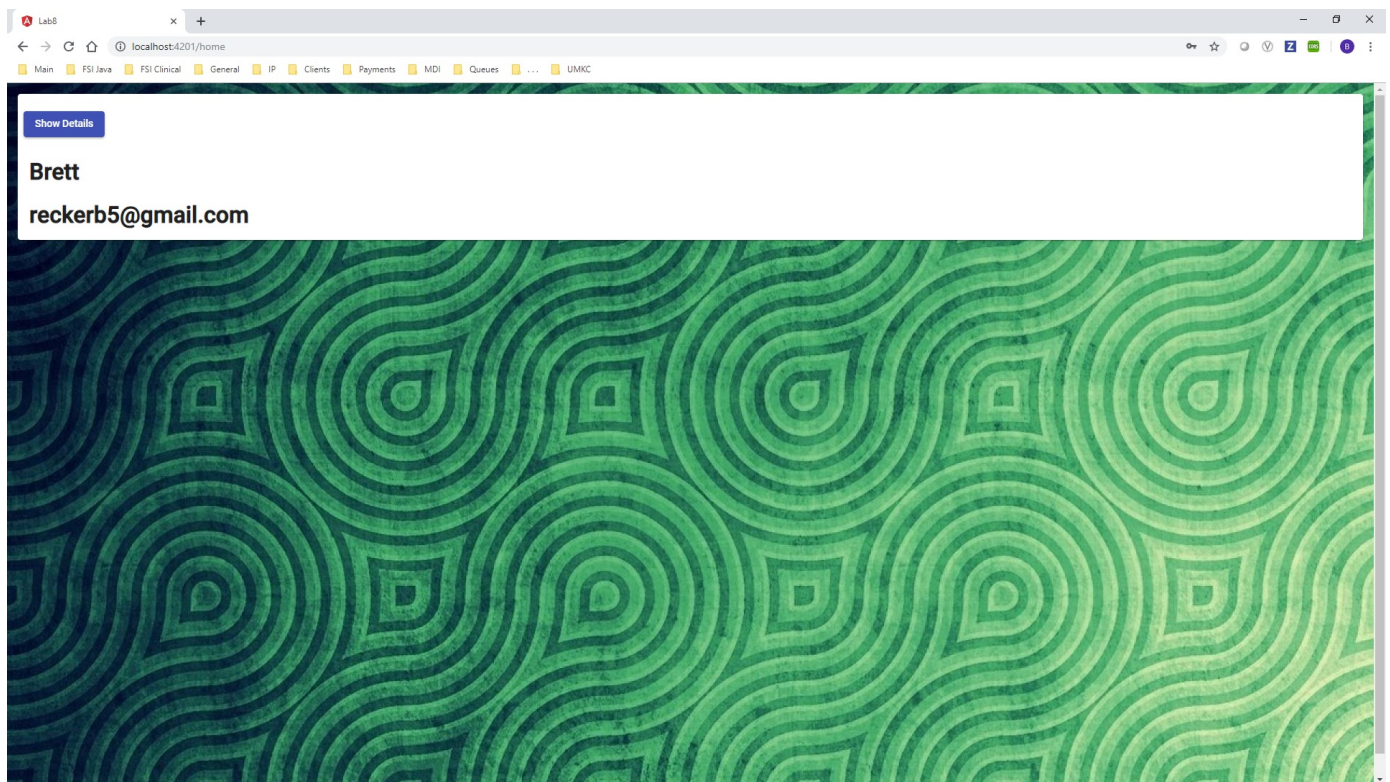 Lab8
localhost:4201/home
Main FSI Java FSI Clinical General IP Clients Payments MDI Queues ... UMKC
Show Details
Brett
reckerb5@gmail.com